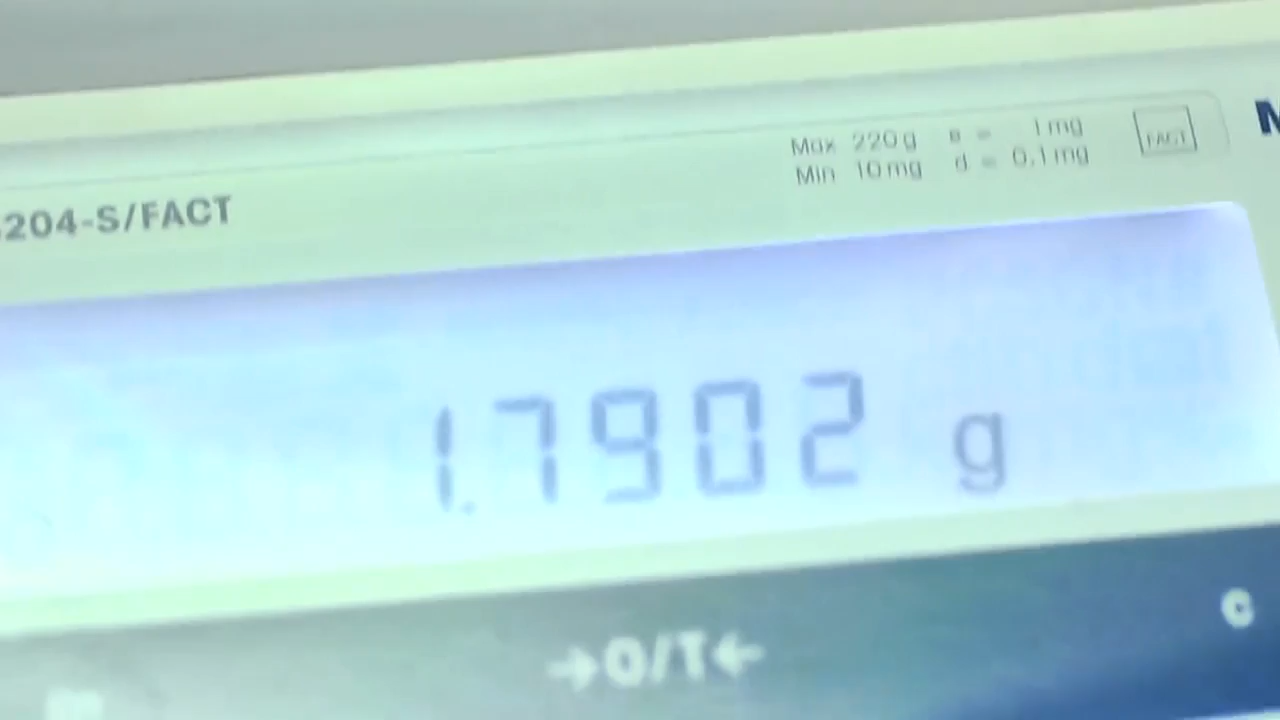 Max 220g e = 1mg
Min 10mg d = 0.1mg
FACT
M
204-S/FACT
1.7902 g
→0/T←
C